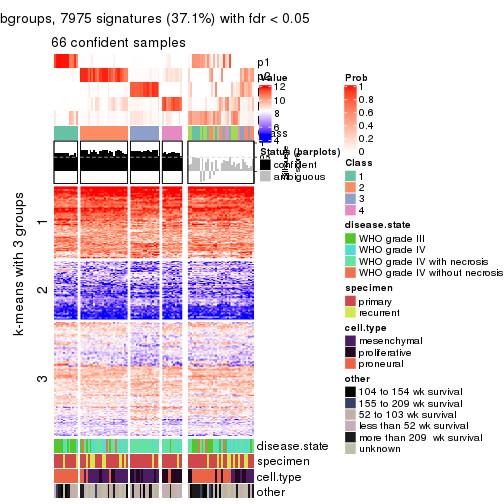 bgroups, 7975 signatures (37.1%) with fdr < 0.05
66 confident samples
p1
Value
12
10
8
6
4
Class
Status (barplots)
confident
ambiguous
k-means with 3 groups
1
2
3
disease.state
specimen
cell.type
other
Prob
1
0.8
0.6
0.4
0.2
0
Class
1
2
3
4
disease.state
WHO grade III
WHO grade IV
WHO grade IV with necrosis
WHO grade IV without necrosis
specimen
primary
recurrent
cell.type
mesenchymal
proliferative
proneural
other
104 to 154 wk survival
155 to 209 wk survival
52 to 103 wk survival
less than 52 wk survival
more than 209 wk survival
unknown